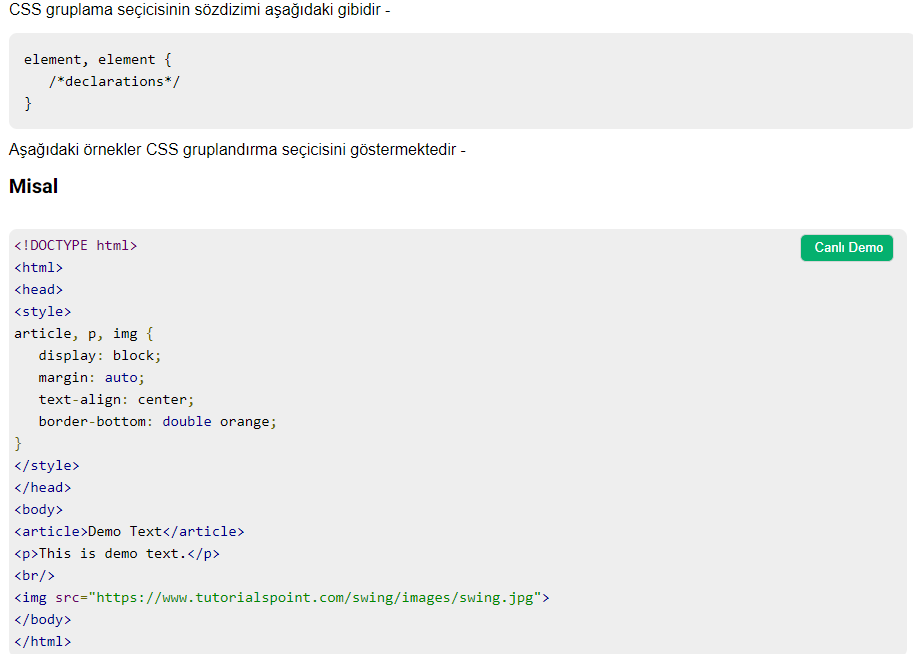 CSS gruplama seçicisinin sözdizimi aşağıdaki gibidir -
element, element {
   /*declarations*/
}
Aşağıdaki örnekler CSS gruplandırma seçicisini göstermektedir -
Misal
Canlı Demo
<!DOCTYPE html>
<html>
<head>
<style>
article, p, img {
   display: block;
   margin: auto;
   text-align: center;
   border-bottom: double orange;
}
</style>
</head>
<body>
<article>Demo Text</article>
<p>This is demo text.</p>
<br/>
<img src="https://www.tutorialspoint.com/swing/images/swing.jpg">
</body>
</html>